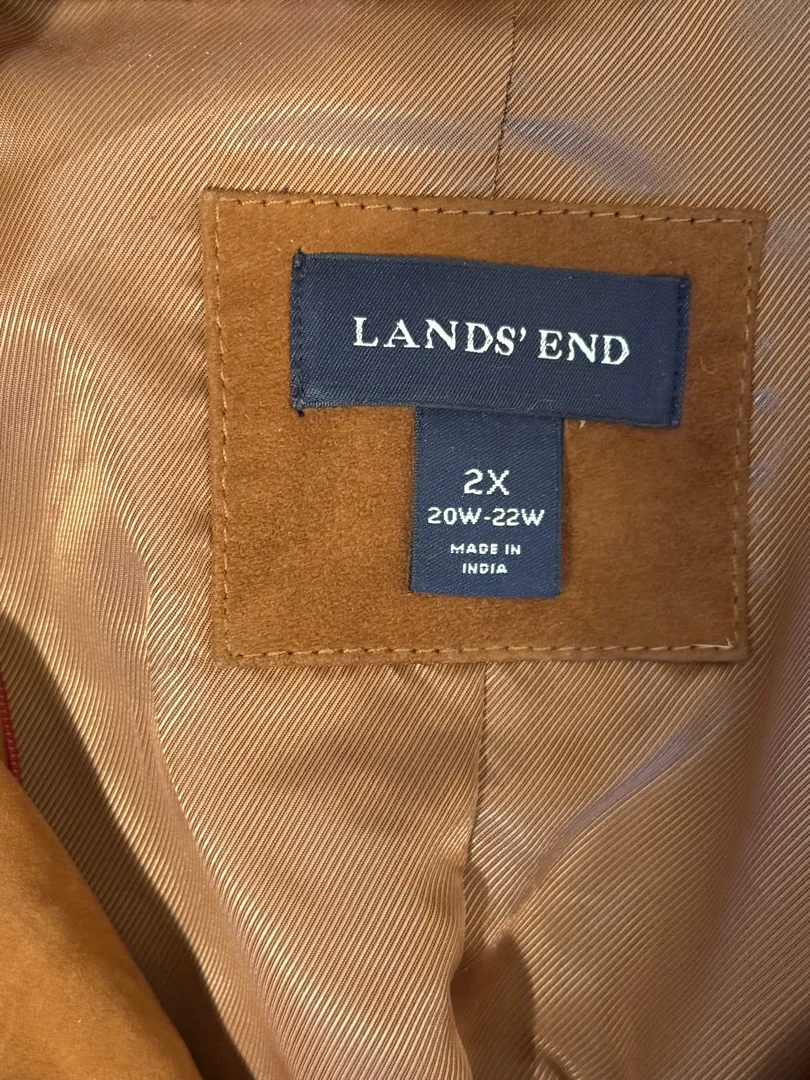 LANDS' END
2X
20W-22W
MADE IN
INDIA